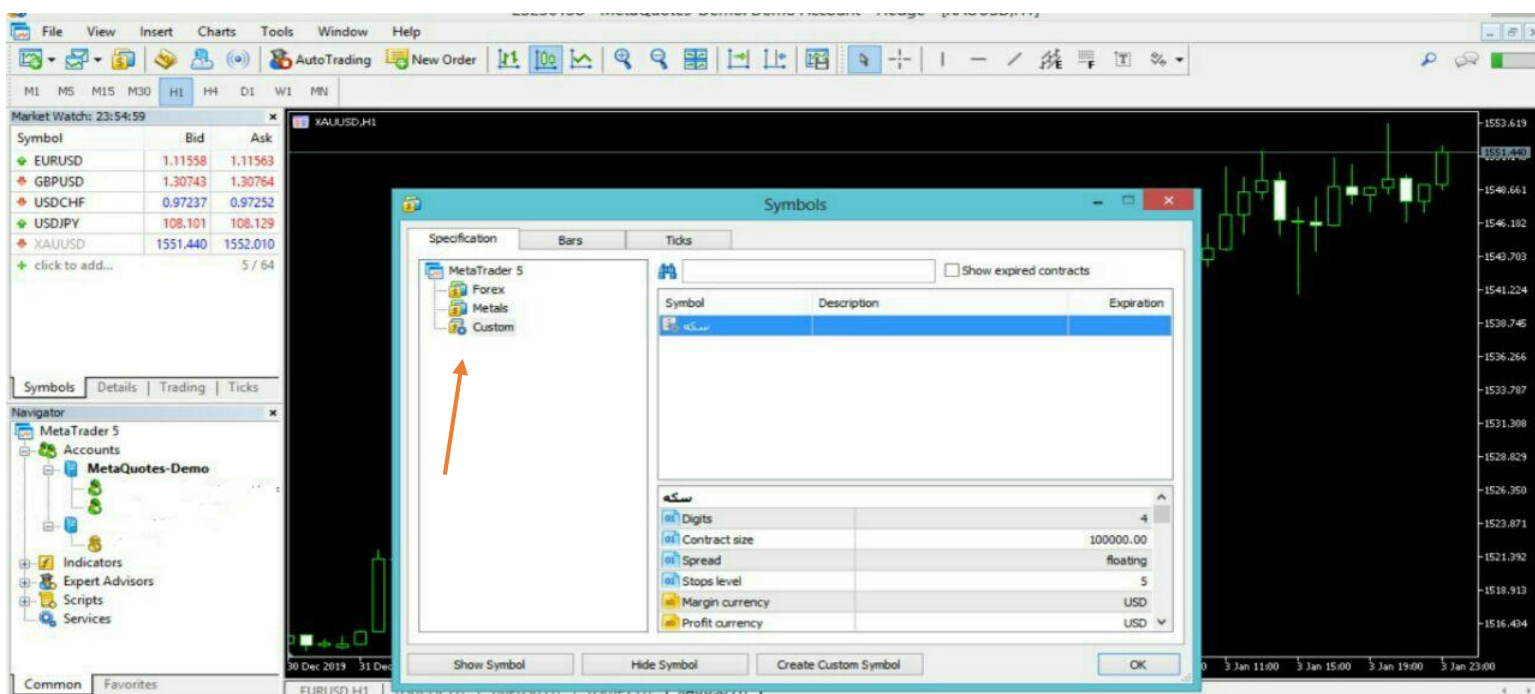 File View Insert Charts Tools Window Help
AutoTrading New Order
M1 M5 M15 M30 H1 H4 D1 W1 MN
Market Watch: 23:54:59
Symbol Bid Ask
EURUSD 1.11558 1.11563
GBPUSD 1.30743 1.30764
USDCHF 0.97237 0.97252
USDJPY 108.101 108.129
XAUUSD 1551.440 1552.010
click to add... 5 / 64
Symbols Details Trading Ticks
Navigator
MetaTrader 5
Accounts
MetaQuotes-Demo
Indicators
Expert Advisors
Scripts
Services
Common Favorites
XAUUSD,H1
Symbols
Specification Bars Ticks
MetaTrader 5
Forex
Metals
Custom
Show expired contracts
Symbol Description Expiration
سکه
سکه
Digits 4
Contract size 100000.00
Spread floating
Stops level 5
Margin currency USD
Profit currency USD
Show Symbol Hide Symbol Create Custom Symbol OK
1553.619
1551.440
1548.661
1546.182
1543.703
1541.224
1538.745
1536.266
1533.787
1531.308
1528.829
1526.350
1523.871
1521.392
1518.913
1516.434
30 Dec 2019 31 Dec 3 Jan 11:00 3 Jan 15:00 3 Jan 19:00 3 Jan 23:00
EURUSD,H1